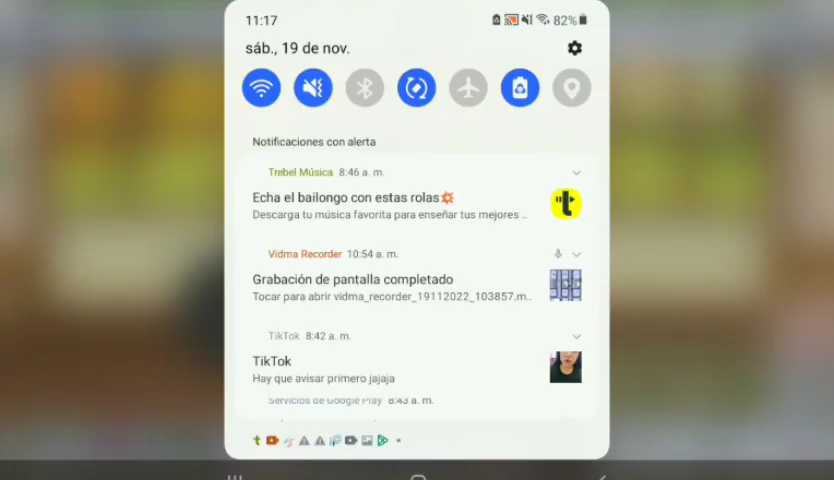 11:17
82%
sáb., 19 de nov.
Notificaciones con alerta
Trebel Música 8:46 a. m.
Echa el bailongo con estas rolas
Descarga tu música favorita para enseñar tus mejores ..
Vidma Recorder 10:54 a. m.
Grabación de pantalla completado
Tocar para abrir vidma_recorder_19112022_103857.m..
TikTok 8:42 a. m.
TikTok
Hay que avisar primero jajaja
Servicios de Google Play 8:43 a. m.